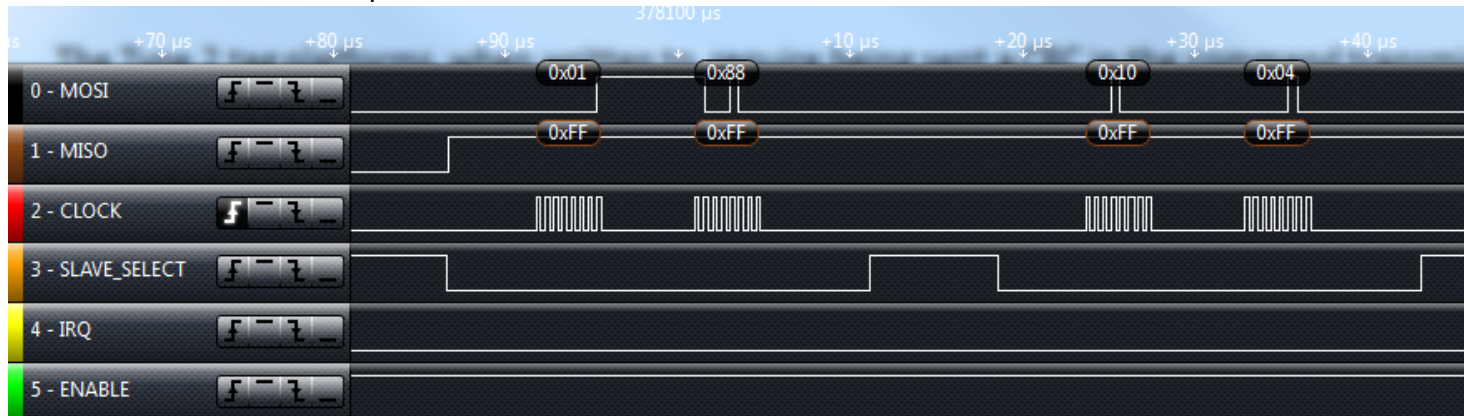 378100 µs
s +70 µs +80 µs +90 µs +10 µs +20 µs +30 µs +40 µs
0 - MOSI 0x01 0x88 0x10 0x04
1 - MISO 0xFF 0xFF 0xFF 0xFF
2 - CLOCK
3 - SLAVE_SELECT
4 - IRQ
5 - ENABLE